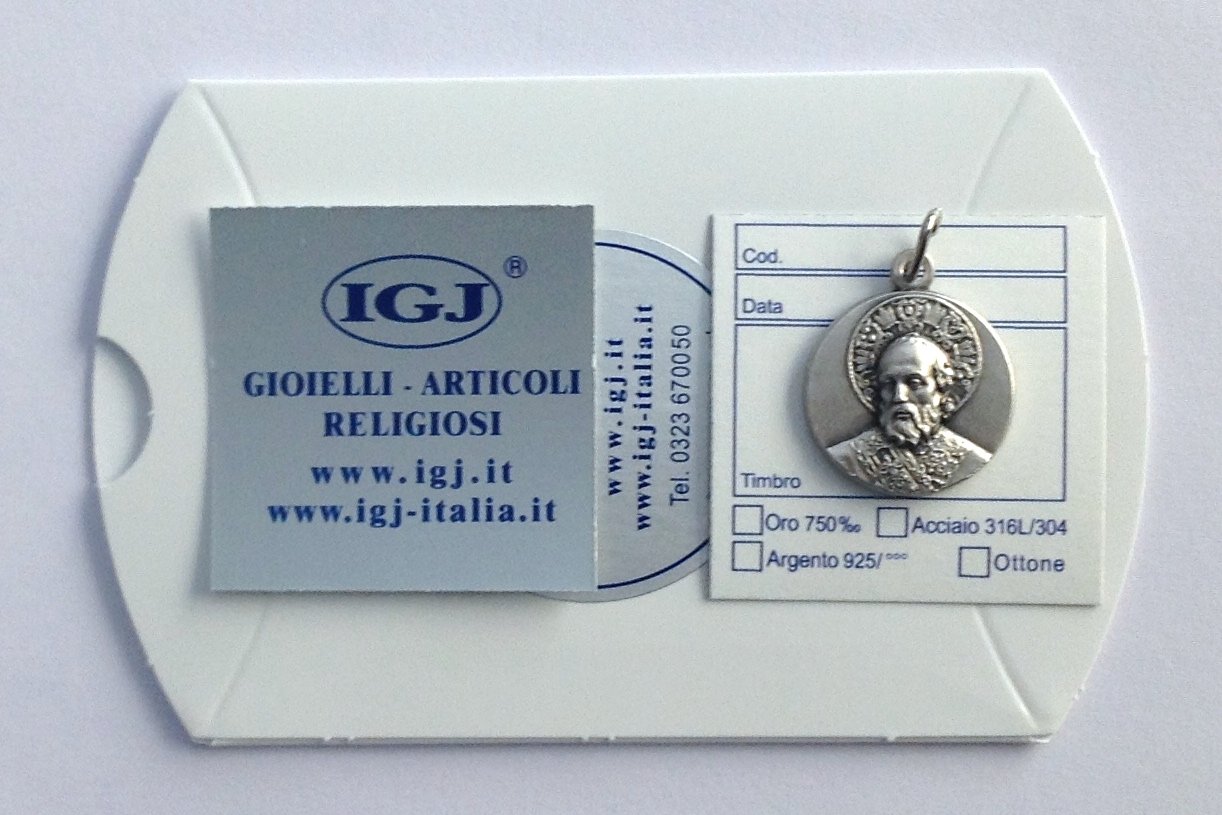 IGJ ®
GIOIELLI - ARTICOLI
RELIGIOSI
www.igj.it
www.igj-italia.it
www.igj.it
www.igj-italia.it
Tel. 0323 670050
Cod.
Data
Timbro
Oro 750‰
Acciaio 316L/304
Argento 925/°°°
Ottone